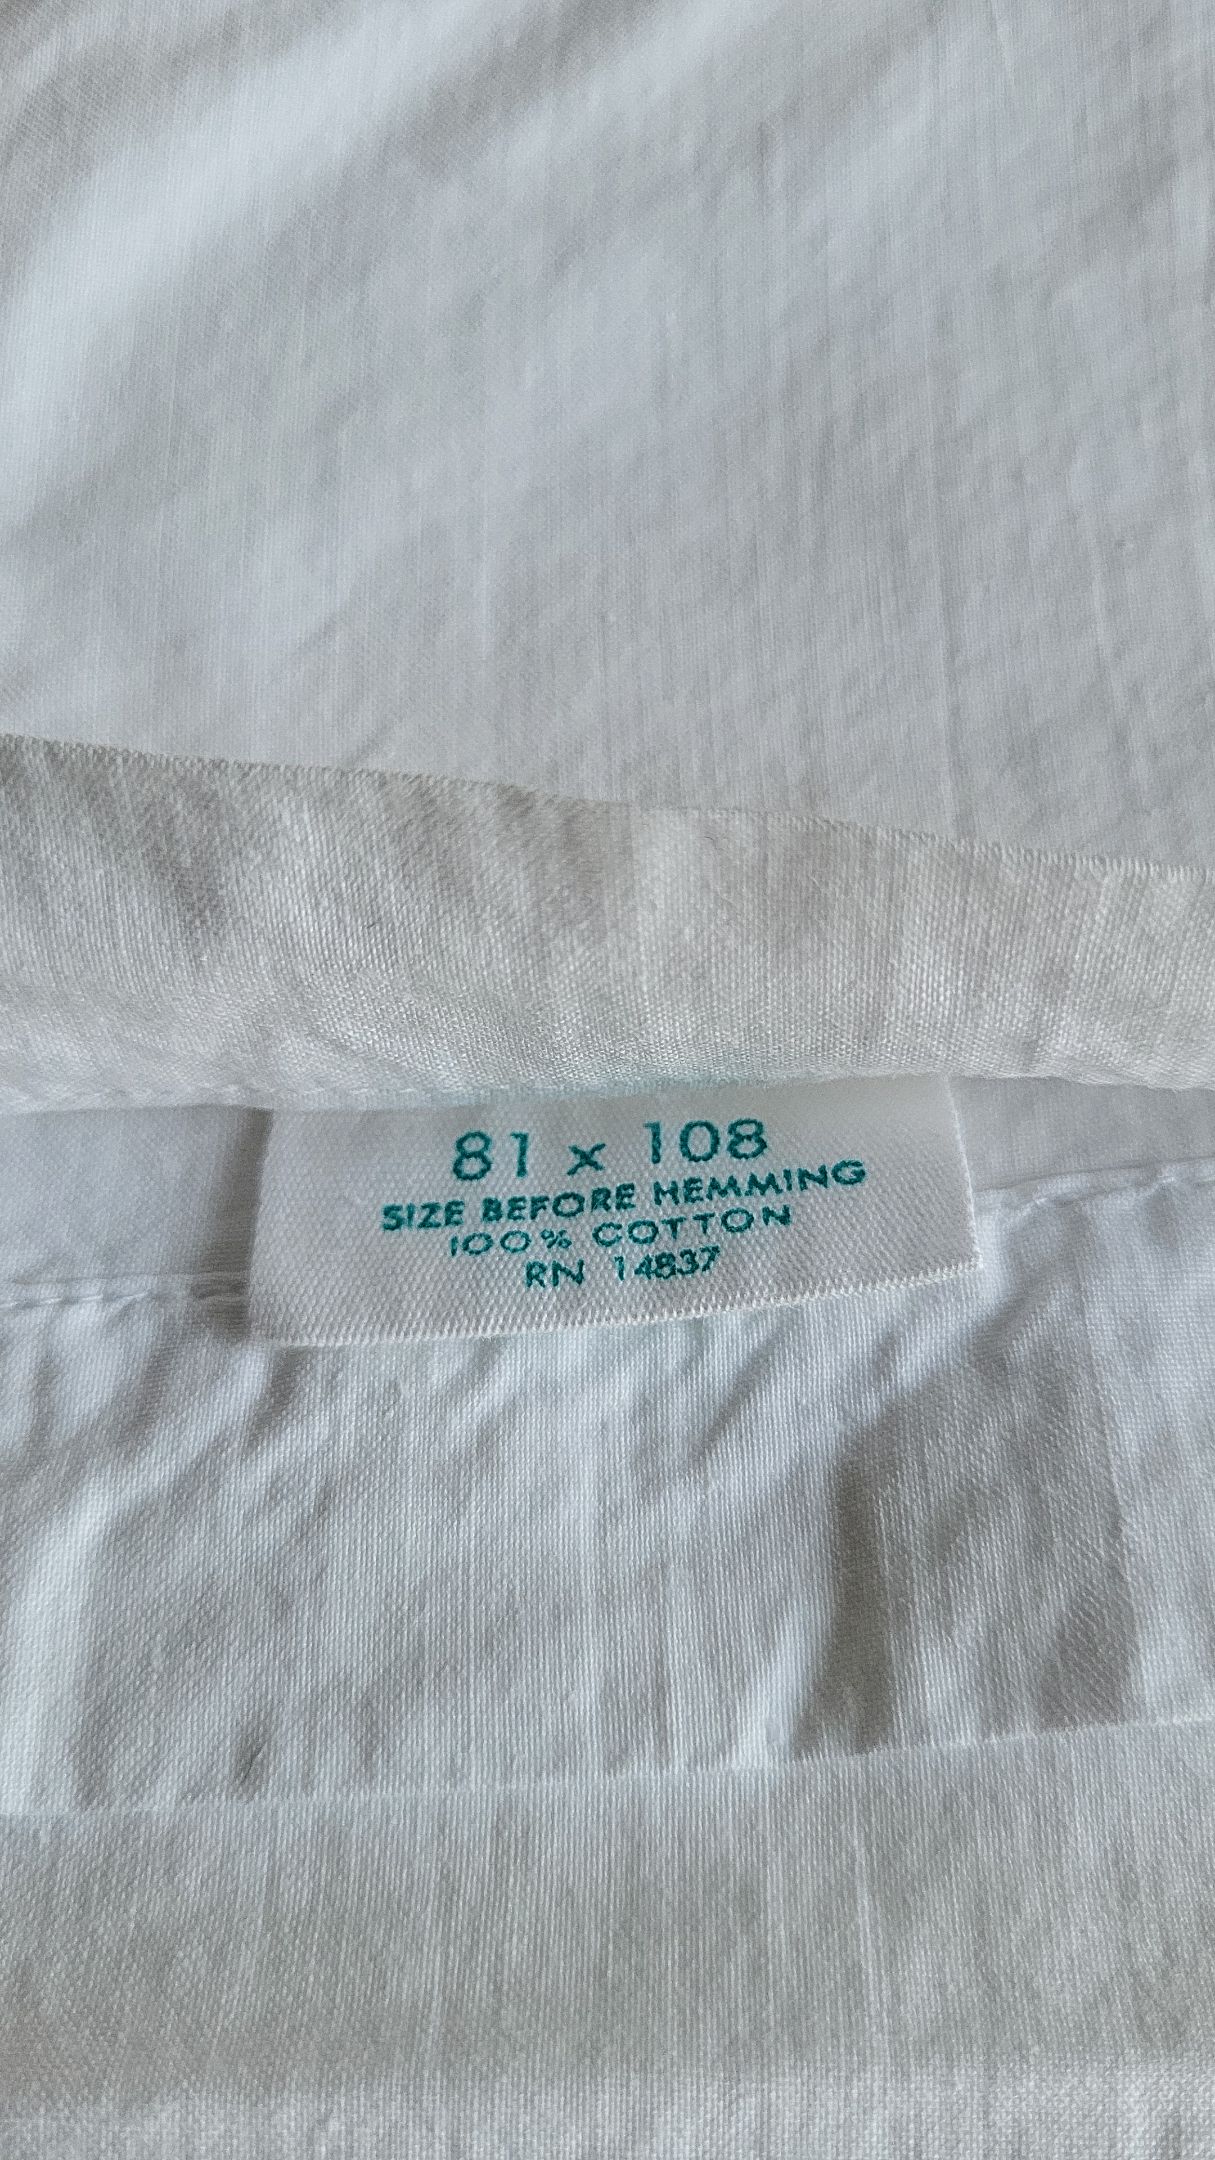 81 x 108
SIZE BEFORE HEMMING
100% COTTON
RN 14837